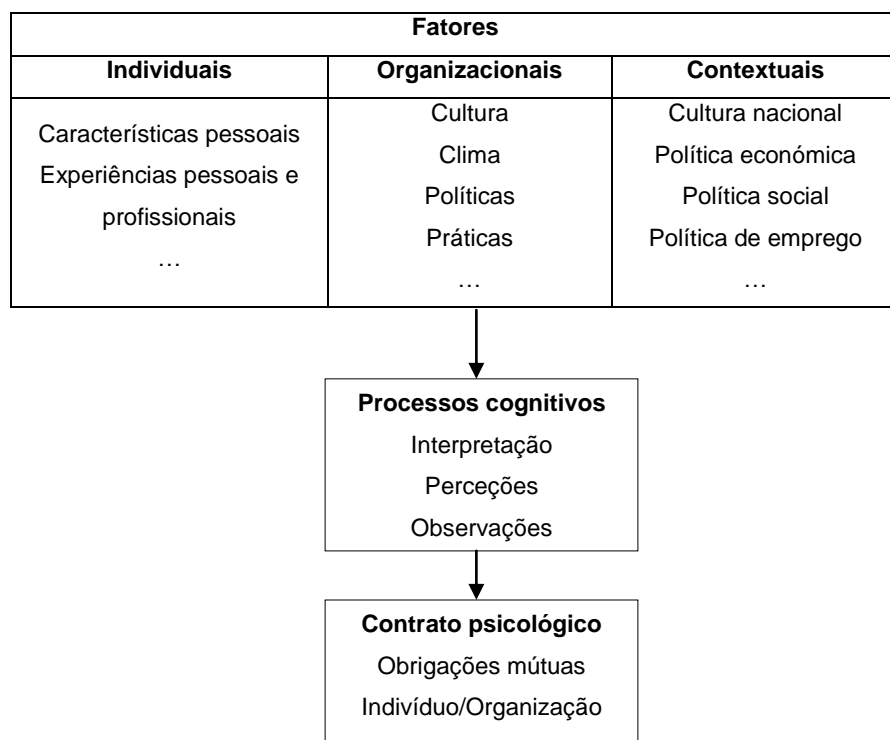 Fatores
Individuais
Organizacionais
Contextuais
Característícas pessoais
Experiências pessoais e
profissionais
…
Cultura
Clima
Políticas
Práticas
…
Cultura nacional
Política económica
Política social
Política de emprego
…
Processos cognitivos
Interpretação
Perceções
Observações
Contrato psicológico
Obrigações mútuas
Indivíduo/Organização